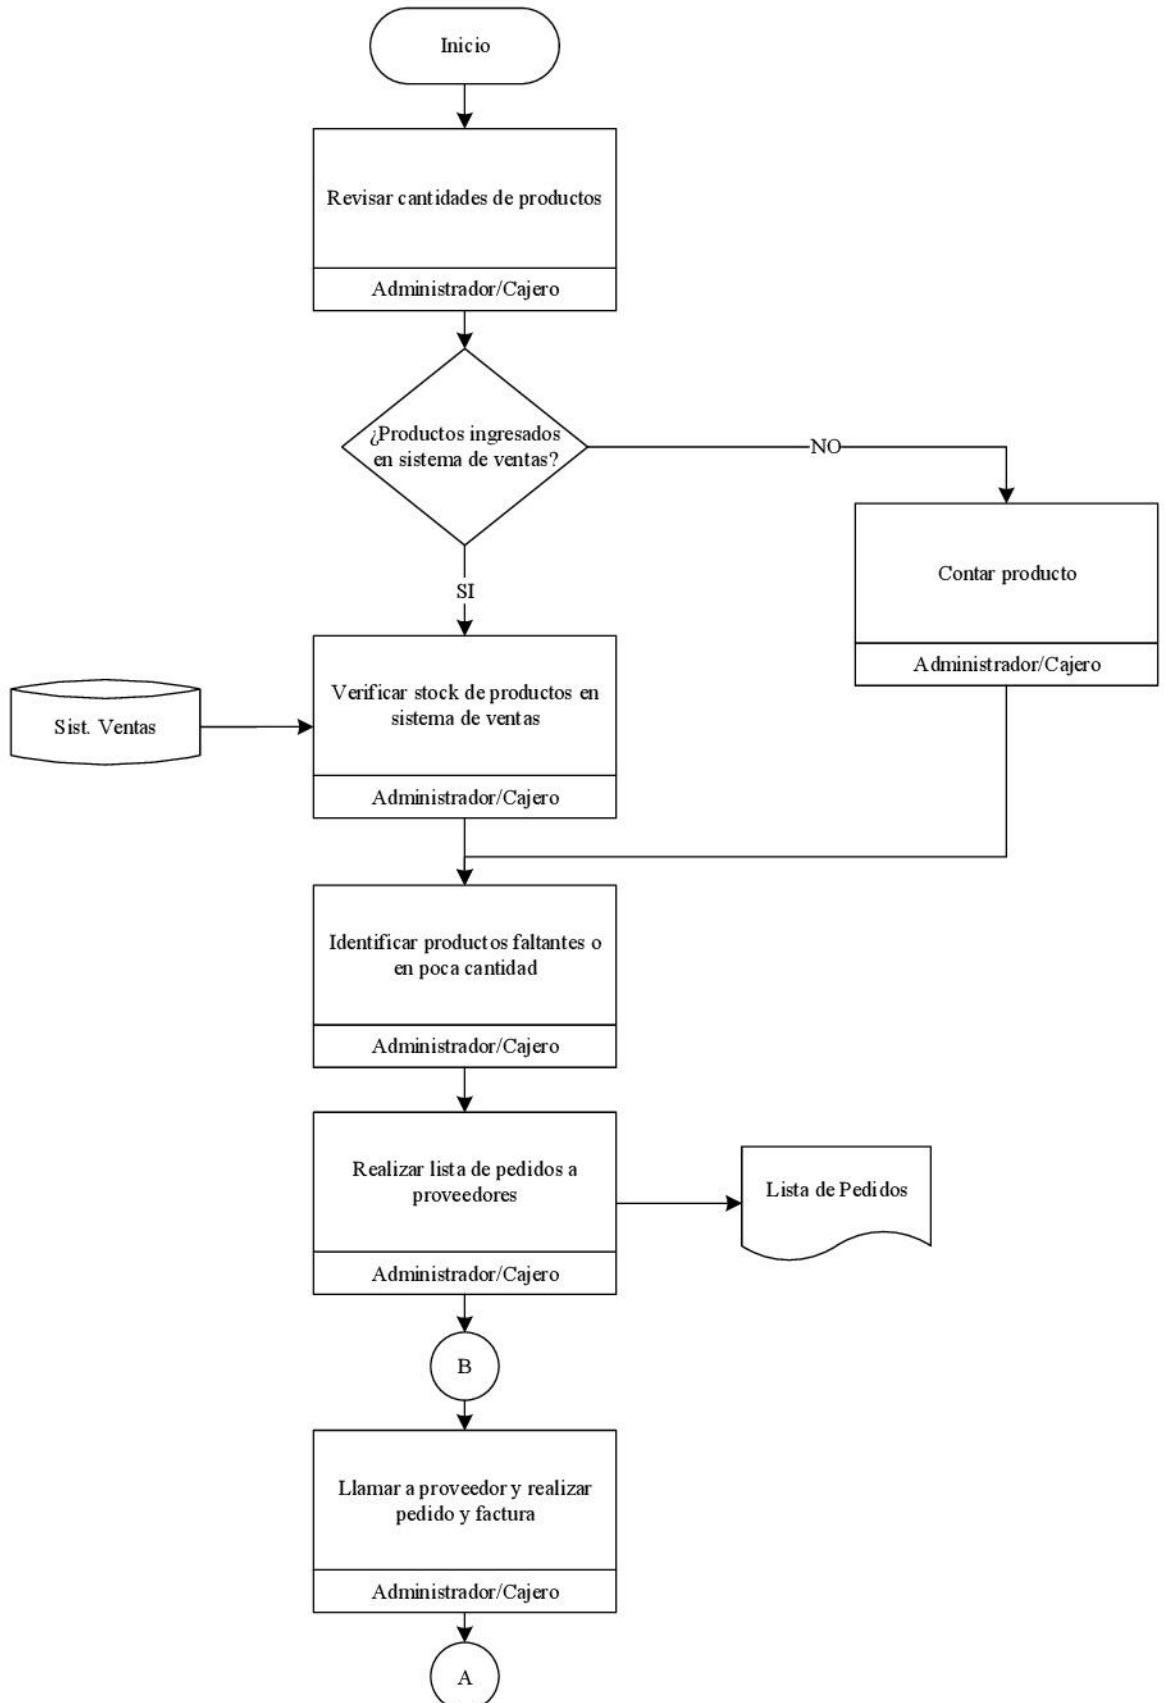 Inicio
Revisar cantidades de productos
Administrador/Cajero
¿Productos ingresados
en sistema de ventas?
NO
SI
Contar producto
Administrador/Cajero
Sist. Ventas
Verificar stock de productos en
sistema de ventas
Administrador/Cajero
Identificar productos faltantes o
en poca cantidad
Administrador/Cajero
Realizar lista de pedidos a
proveedores
Administrador/Cajero
Lista de Pedidos
B
Llamar a proveedor y realizar
pedido y factura
Administrador/Cajero
A